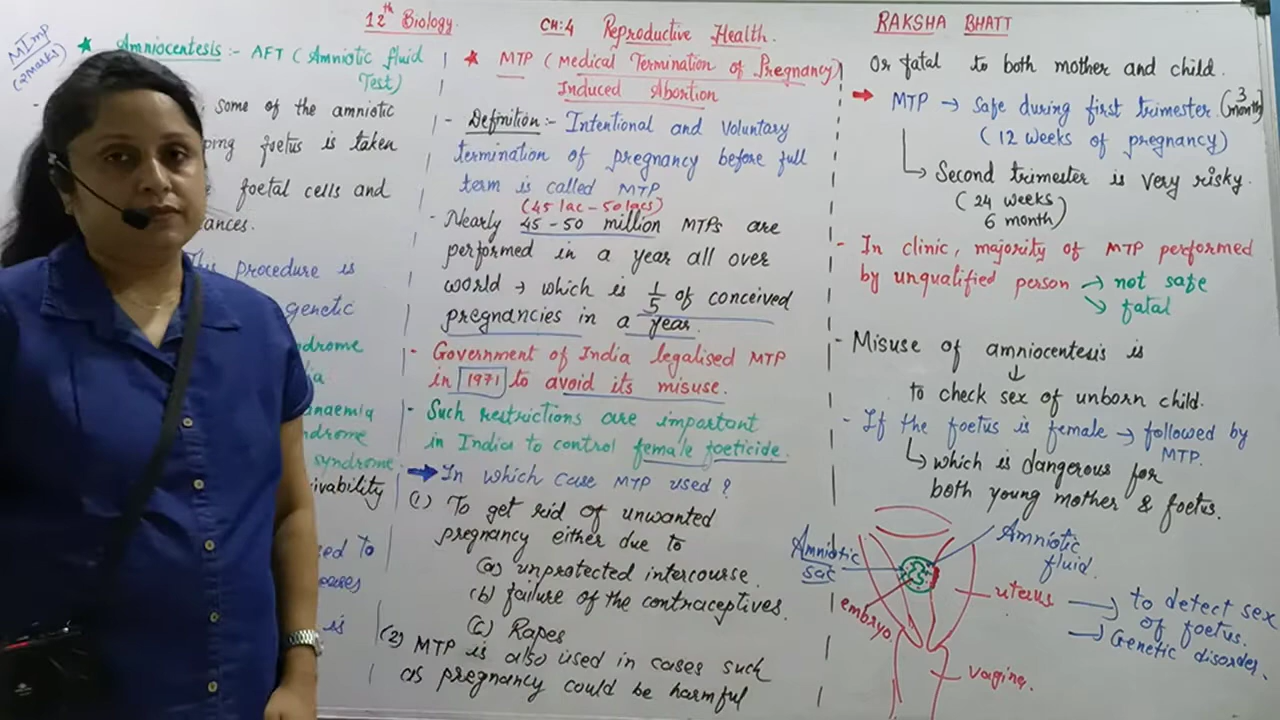 12th Biology.
CH:4 Reproductive Health.
RAKSHA BHATT
MImp
(2marks)
★ Amniocentesis :- AFT (Amniotic fluid
Test)
some of the amniotic
foetus is taken
foetal cells and
This procedure is
genetic
anaemia
syndrome
★ MTP (Medical Termination of Pregnancy)
Induced Abortion
- Definition:- Intentional and Voluntary
termination of pregnancy before full
term is called MTP
(45 lac - 50 lacs)
- Nearly 45-50 million MTPs are
performed in a year all over
world → which is 1/5 of conceived
pregnancies in a year.
- Government of India legalised MTP
in 1971 to avoid its misuse.
- Such restrictions are important
in India to control female foeticide.
→ In which case MTP used?
(1) To get rid of unwanted
pregnancy either due to
(a) unprotected intercourse.
(b) failure of the contraceptives.
(c) Rapes
(2) MTP is also used in cases such
as pregnancy could be harmful
Or fatal to both mother and child.
→ MTP → Safe during first trimester (3 month)
(12 weeks of pregnancy)
↳ Second trimester is very risky.
(24 weeks
6 month)
- In clinic, majority of MTP performed
by unqualified person → not safe
↘ fatal
- Misuse of amniocentesis is
↓
to check sex of unborn child.
- If the foetus is female → followed by
MTP.
↳ which is dangerous for
both young mother & foetus.
Amniotic
sac
Amniotic
fluid.
embryo
uterus
→ to detect sex
of foetus.
→ Genetic disorder.
vagina.